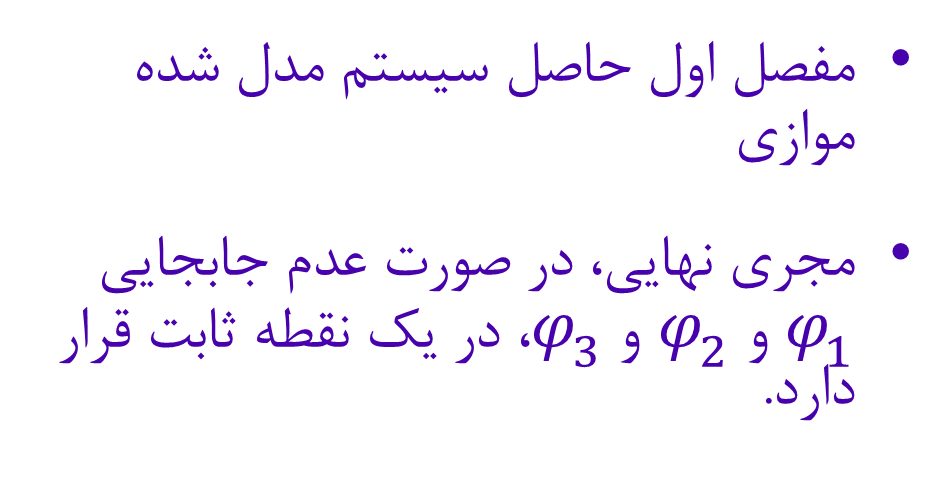 • مفصل اول حاصل سیستم مدل شده
موازی
• مجری نهایی، در صورت عدم جابجایی
φ1 و φ2 و φ3، در یک نقطه ثابت قرار
دارد.